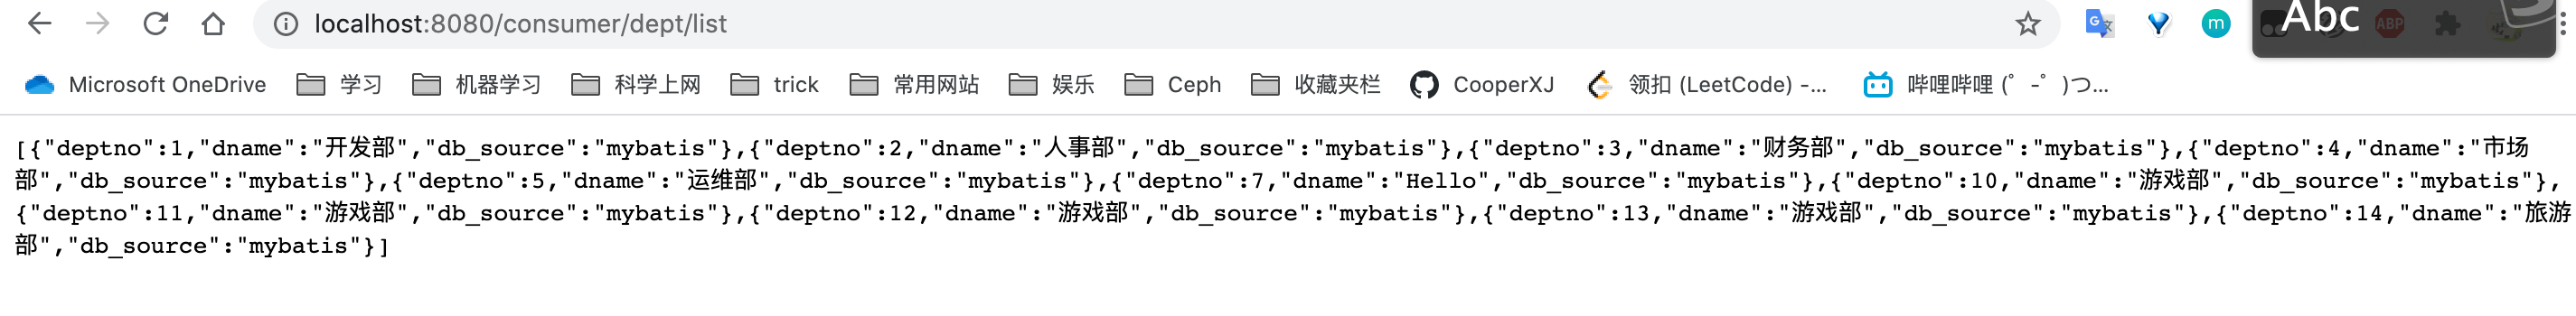 localhost:8080/consumer/dept/list
Abc
ABP
m
Microsoft OneDrive 学习 机器学习 科学上网 trick 常用网站 娱乐 Ceph 收藏夹栏 CooperXJ 领扣 (LeetCode) -... 哔哩哔哩 (゜-゜)つ...
[{"deptno":1,"dname":"开发部","db_source":"mybatis"},{"deptno":2,"dname":"人事部","db_source":"mybatis"},{"deptno":3,"dname":"财务部","db_source":"mybatis"},{"deptno":4,"dname":"市场
部","db_source":"mybatis"},{"deptno":5,"dname":"运维部","db_source":"mybatis"},{"deptno":7,"dname":"Hello","db_source":"mybatis"},{"deptno":10,"dname":"游戏部","db_source":"mybatis"},
{"deptno":11,"dname":"游戏部","db_source":"mybatis"},{"deptno":12,"dname":"游戏部","db_source":"mybatis"},{"deptno":13,"dname":"游戏部","db_source":"mybatis"},{"deptno":14,"dname":"旅游
部","db_source":"mybatis"}]